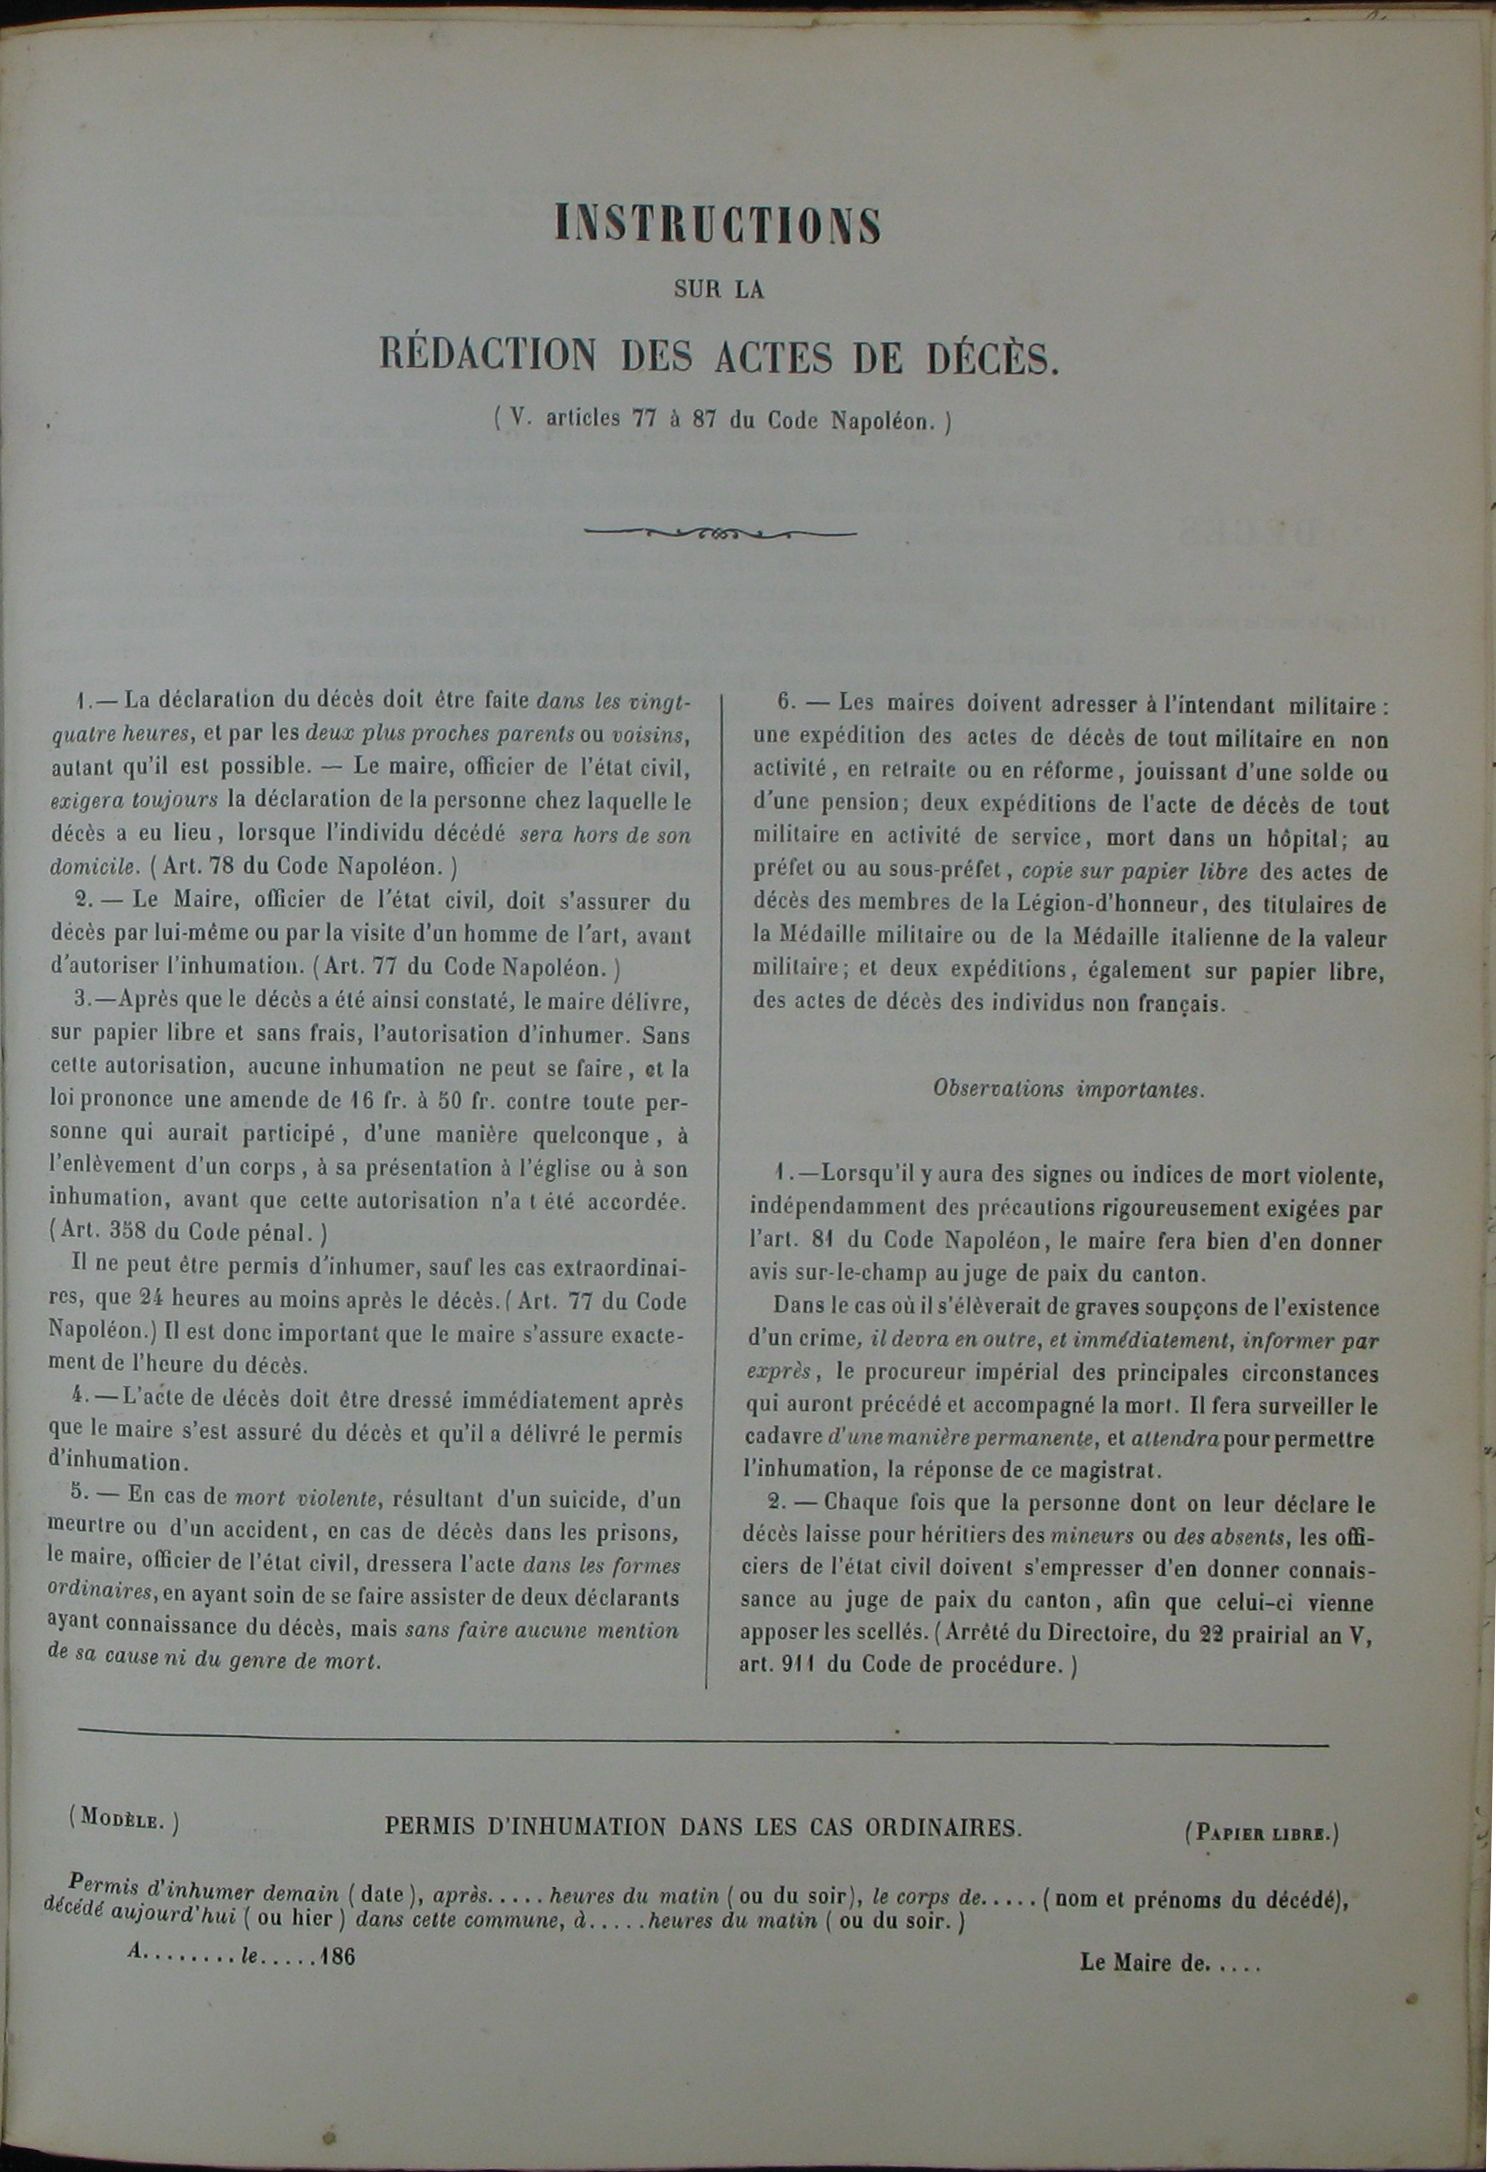 INSTRUCTIONS
SUR LA
RÉDACTION DES ACTES DE DÉCÈS.
( V. articles 77 à 87 du Code Napoléon. )
1.— La déclaration du décès doit être faite dans les vingt-
quatre heures, et par les deux plus proches parents ou voisins,
autant qu'il est possible. — Le maire, officier de l'état civil,
exigera toujours la déclaration de la personne chez laquelle le
décès a eu lieu, lorsque l'individu décédé sera hors de son
domicile. ( Art. 78 du Code Napoléon. )
2. — Le Maire, officier de l'état civil, doit s'assurer du
décès par lui-même ou par la visite d'un homme de l'art, avant
d'autoriser l'inhumation. (Art. 77 du Code Napoléon. )
3.—Après que le décès a été ainsi constaté, le maire délivre,
sur papier libre et sans frais, l'autorisation d'inhumer. Sans
cette autorisation, aucune inhumation ne peut se faire, et la
loi prononce une amende de 16 fr. à 50 fr. contre toute per-
sonne qui aurait participé, d'une manière quelconque, à
l'enlèvement d'un corps, à sa présentation à l'église ou à son
inhumation, avant que cette autorisation n'a t été accordée.
(Art. 358 du Code pénal. )
Il ne peut être permis d'inhumer, sauf les cas extraordinai-
res, que 24 heures au moins après le décès. ( Art. 77 du Code
Napoléon.) Il est donc important que le maire s'assure exacte-
ment de l'heure du décès.
4. — L'acte de décès doit être dressé immédiatement après
que le maire s'est assuré du décès et qu'il a délivré le permis
d'inhumation.
5. — En cas de mort violente, résultant d'un suicide, d'un
meurtre ou d'un accident, en cas de décès dans les prisons,
le maire, officier de l'état civil, dressera l'acte dans les formes
ordinaires, en ayant soin de se faire assister de deux déclarants
ayant connaissance du décès, mais sans faire aucune mention
de sa cause ni du genre de mort.
6. — Les maires doivent adresser à l'intendant militaire :
une expédition des actes de décès de tout militaire en non
activité, en retraite ou en réforme, jouissant d'une solde ou
d'une pension; deux expéditions de l'acte de décès de tout
militaire en activité de service, mort dans un hôpital; au
préfet ou au sous-préfet, copie sur papier libre des actes de
décès des membres de la Légion-d'honneur, des titulaires de
la Médaille militaire ou de la Médaille italienne de la valeur
militaire; et deux expéditions, également sur papier libre,
des actes de décès des individus non français.
Observations importantes.
1.—Lorsqu'il y aura des signes ou indices de mort violente,
indépendamment des précautions rigoureusement exigées par
l'art. 81 du Code Napoléon, le maire fera bien d'en donner
avis sur-le-champ au juge de paix du canton.
Dans le cas où il s'élèverait de graves soupçons de l'existence
d'un crime, il devra en outre, et immédiatement, informer par
exprès, le procureur impérial des principales circonstances
qui auront précédé et accompagné la mort. Il fera surveiller le
cadavre d'une manière permanente, et attendra pour permettre
l'inhumation, la réponse de ce magistrat.
2. — Chaque fois que la personne dont on leur déclare le
décès laisse pour héritiers des mineurs ou des absents, les offi-
ciers de l'état civil doivent s'empresser d'en donner connais-
sance au juge de paix du canton, afin que celui-ci vienne
apposer les scellés. ( Arrêté du Directoire, du 22 prairial an V,
art. 911 du Code de procédure. )
( MODÈLE. ) PERMIS D'INHUMATION DANS LES CAS ORDINAIRES. ( PAPIER LIBRE.)
Permis d'inhumer demain ( date ), après..... heures du matin ( ou du soir), le corps de..... ( nom et prénoms du décédé),
décédé aujourd'hui ( ou hier ) dans cette commune, à.....heures du matin ( ou du soir. )
A........ le.....186 Le Maire de.....